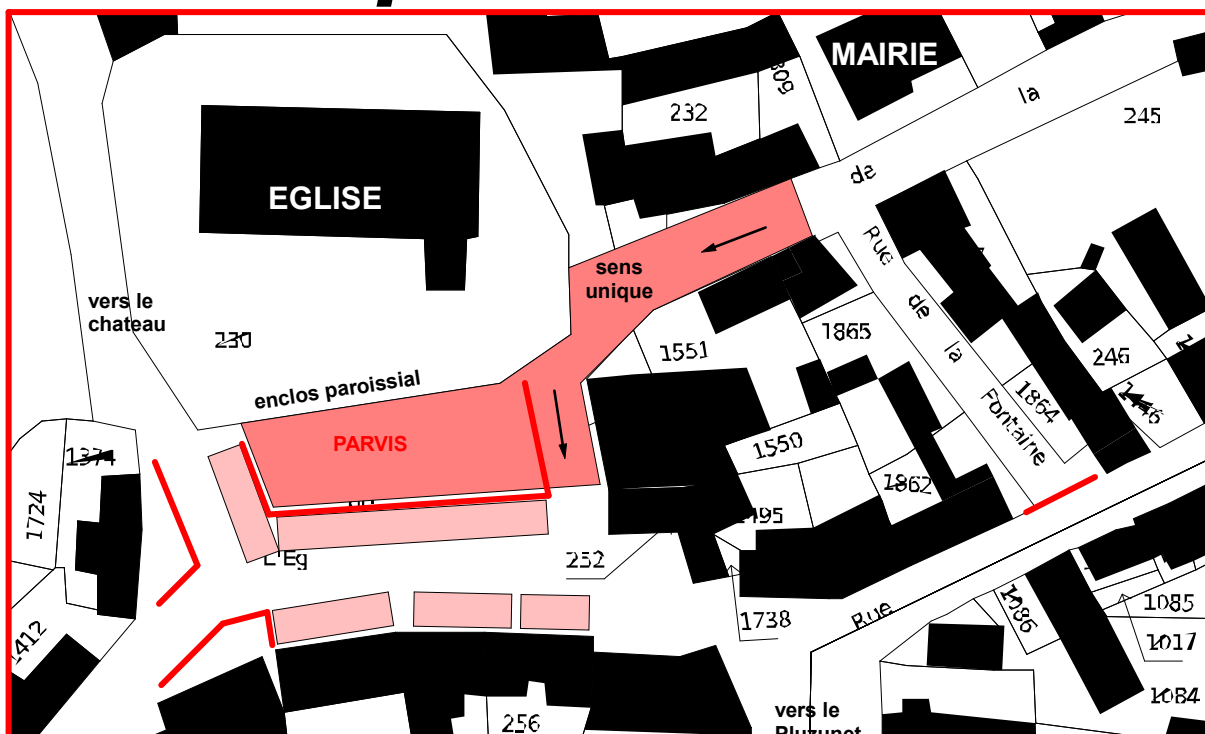 MAIRIE
309
la
232
245
EGLISE
de
Rue
sens
unique
vers le
chateau
de
230
1865
la
1551
246
enclos paroissial
1864
Fontaine
PARVIS
1550
1374
1862
1724
L'Eg
252
1086
1085
1738
Rue
1017
1412
1084
256
vers le
Pluzunet